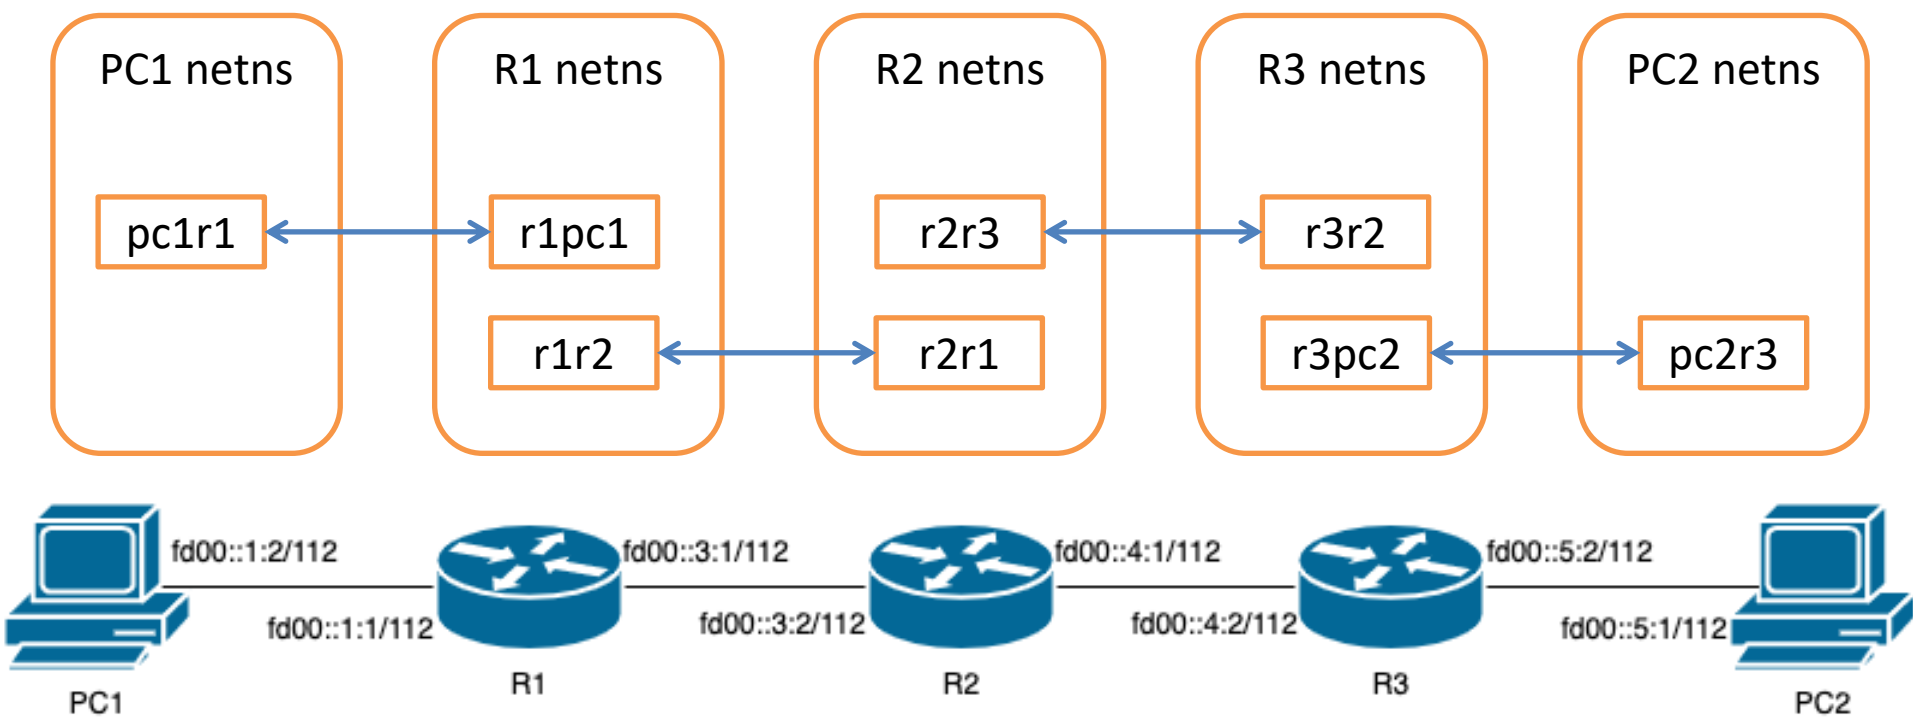 PC1 netns
R1 netns
R2 netns
R3 netns
PC2 netns
pc1r1
r1pc1
r2r3
r3r2
r1r2
r2r1
r3pc2
pc2r3
fd00::1:2/112
fd00::3:1/112
fd00::4:1/112
fd00::5:2/112
fd00::1:1/112
fd00::3:2/112
fd00::4:2/112
fd00::5:1/112
PC1
R1
R2
R3
PC2